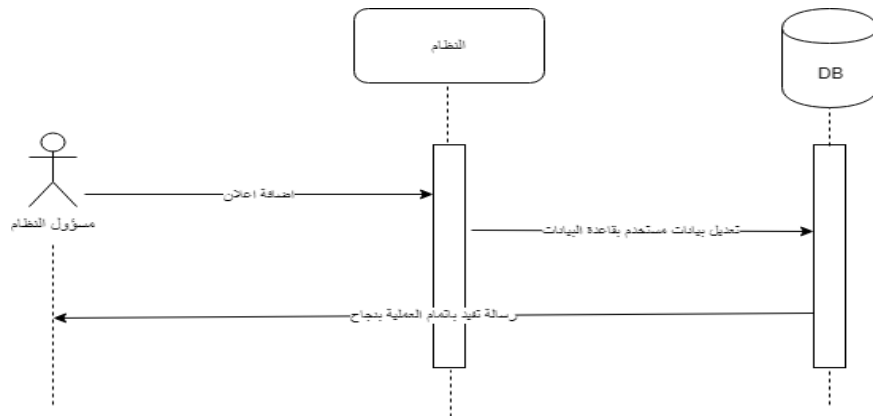 النظام
DB
اضافة اعلان
مسؤول النظام
تعديل بيانات مستخدم بقاعدة البيانات
رسالة تفيد باتمام العملية بنجاح